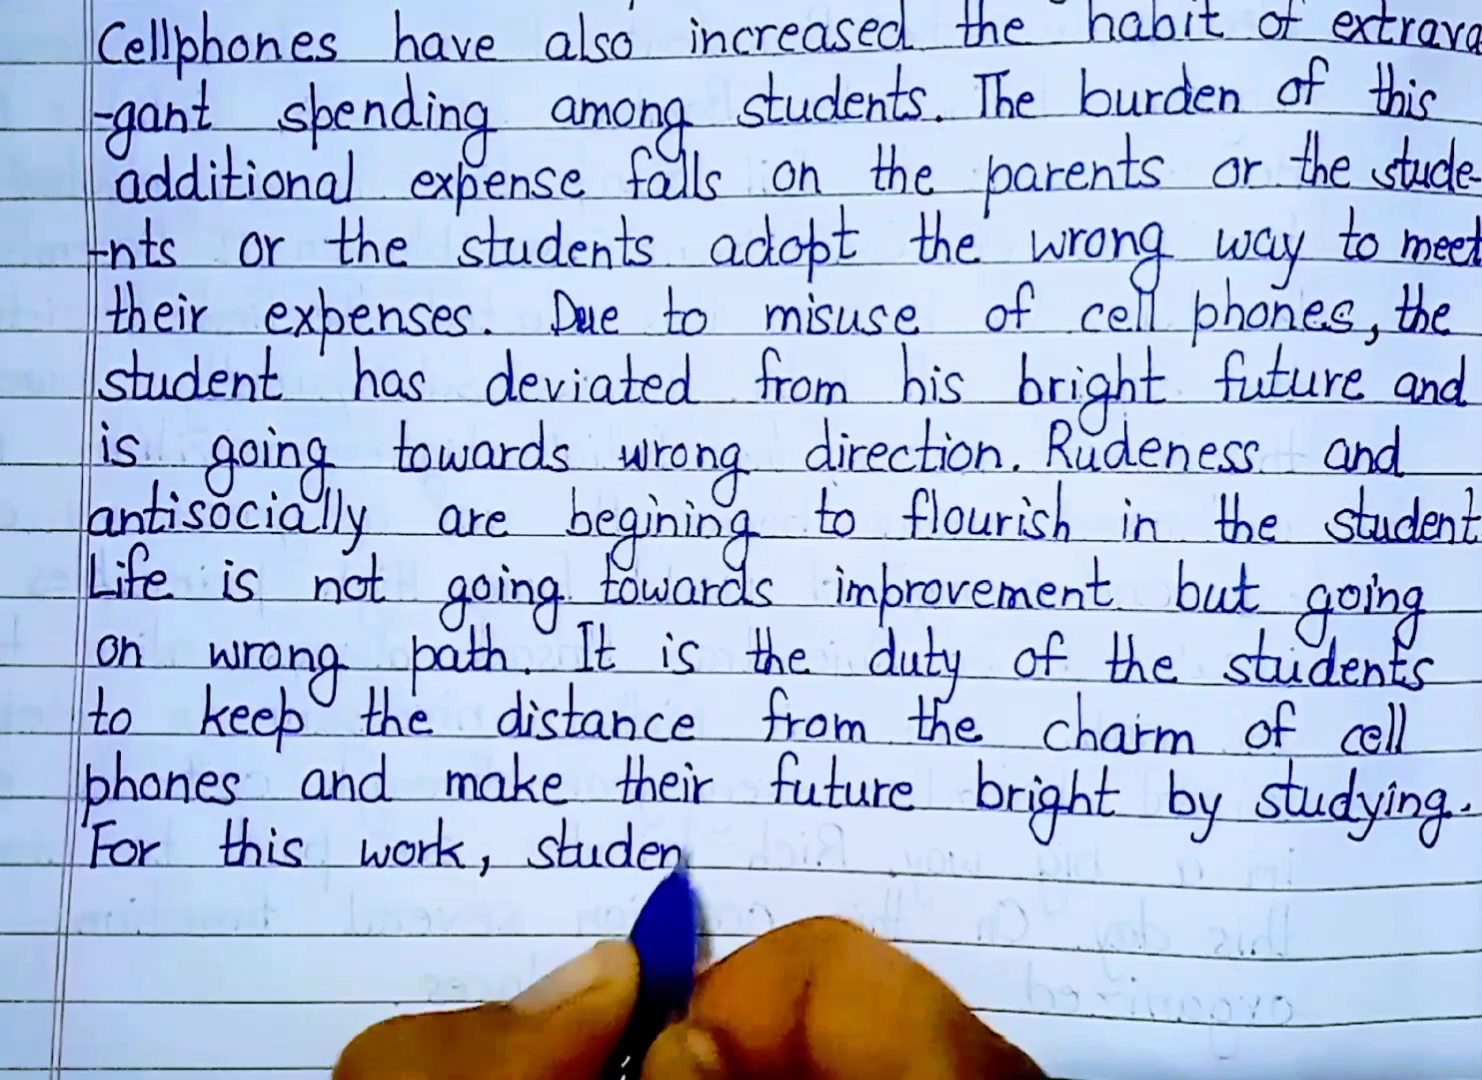 Cellphones have also increased the habit of extrava
-gant spending among students. The burden of this
additional expense falls on the parents or the stude-
-nts or the students adopt the wrong way to meet
their expenses. Due to misuse of cell phones, the
student has deviated from his bright future and
is going towards wrong direction. Rudeness and
antisocially are begining to flourish in the student
Life is not going towards improvement but going
on wrong path. It is the duty of the students
to keep the distance from the charm of cell
phones and make their future bright by studying.
For this work, studen